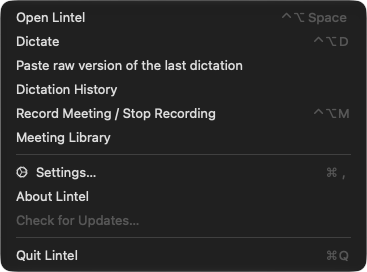 Open Lintel ⌃⌥ Space
Dictate ⌃⌥ D
Paste raw version of the last dictation
Dictation History
Record Meeting / Stop Recording ⌃⌥ M
Meeting Library
Settings... ⌘ ,
About Lintel
Check for Updates...
Quit Lintel ⌘ Q